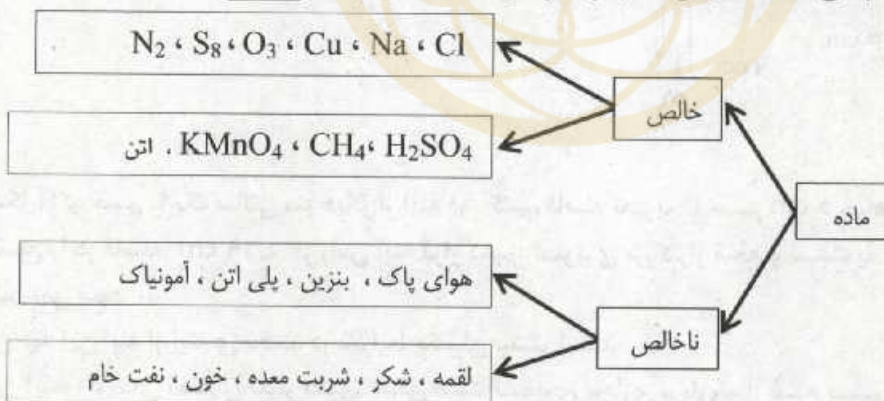 N₂ ، S₈ ، O₃ ، Cu ، Na ، Cl
خالص
اتن ، KMnO₄ ، CH₄، H₂SO₄
ماده
هوای پاک ، بنزین ، پلی اتن ، آمونیاک
ناخالص
لقمه ، شکر ، شربت معده ، خون ، نفت خام